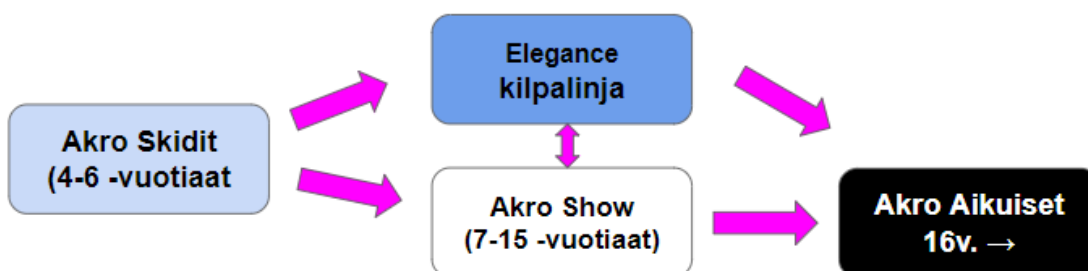 Akro Skidit
(4-6 -vuotiaat
Elegance
kilpalinja
Akro Show
(7-15 -vuotiaat)
Akro Aikuiset
16v. →